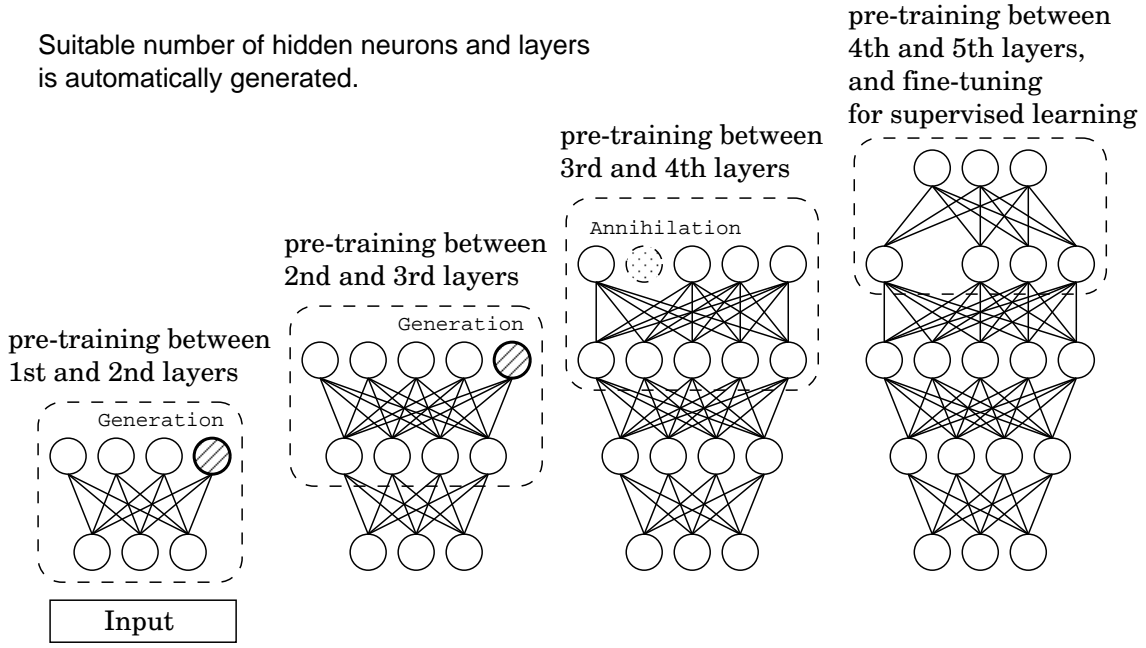 Suitable number of hidden neurons and layers
is automatically generated.
pre-training between
1st and 2nd layers
Generation
Input
pre-training between
2nd and 3rd layers
Generation
pre-training between
3rd and 4th layers
Annihilation
pre-training between
4th and 5th layers,
and fine-tuning
for supervised learning